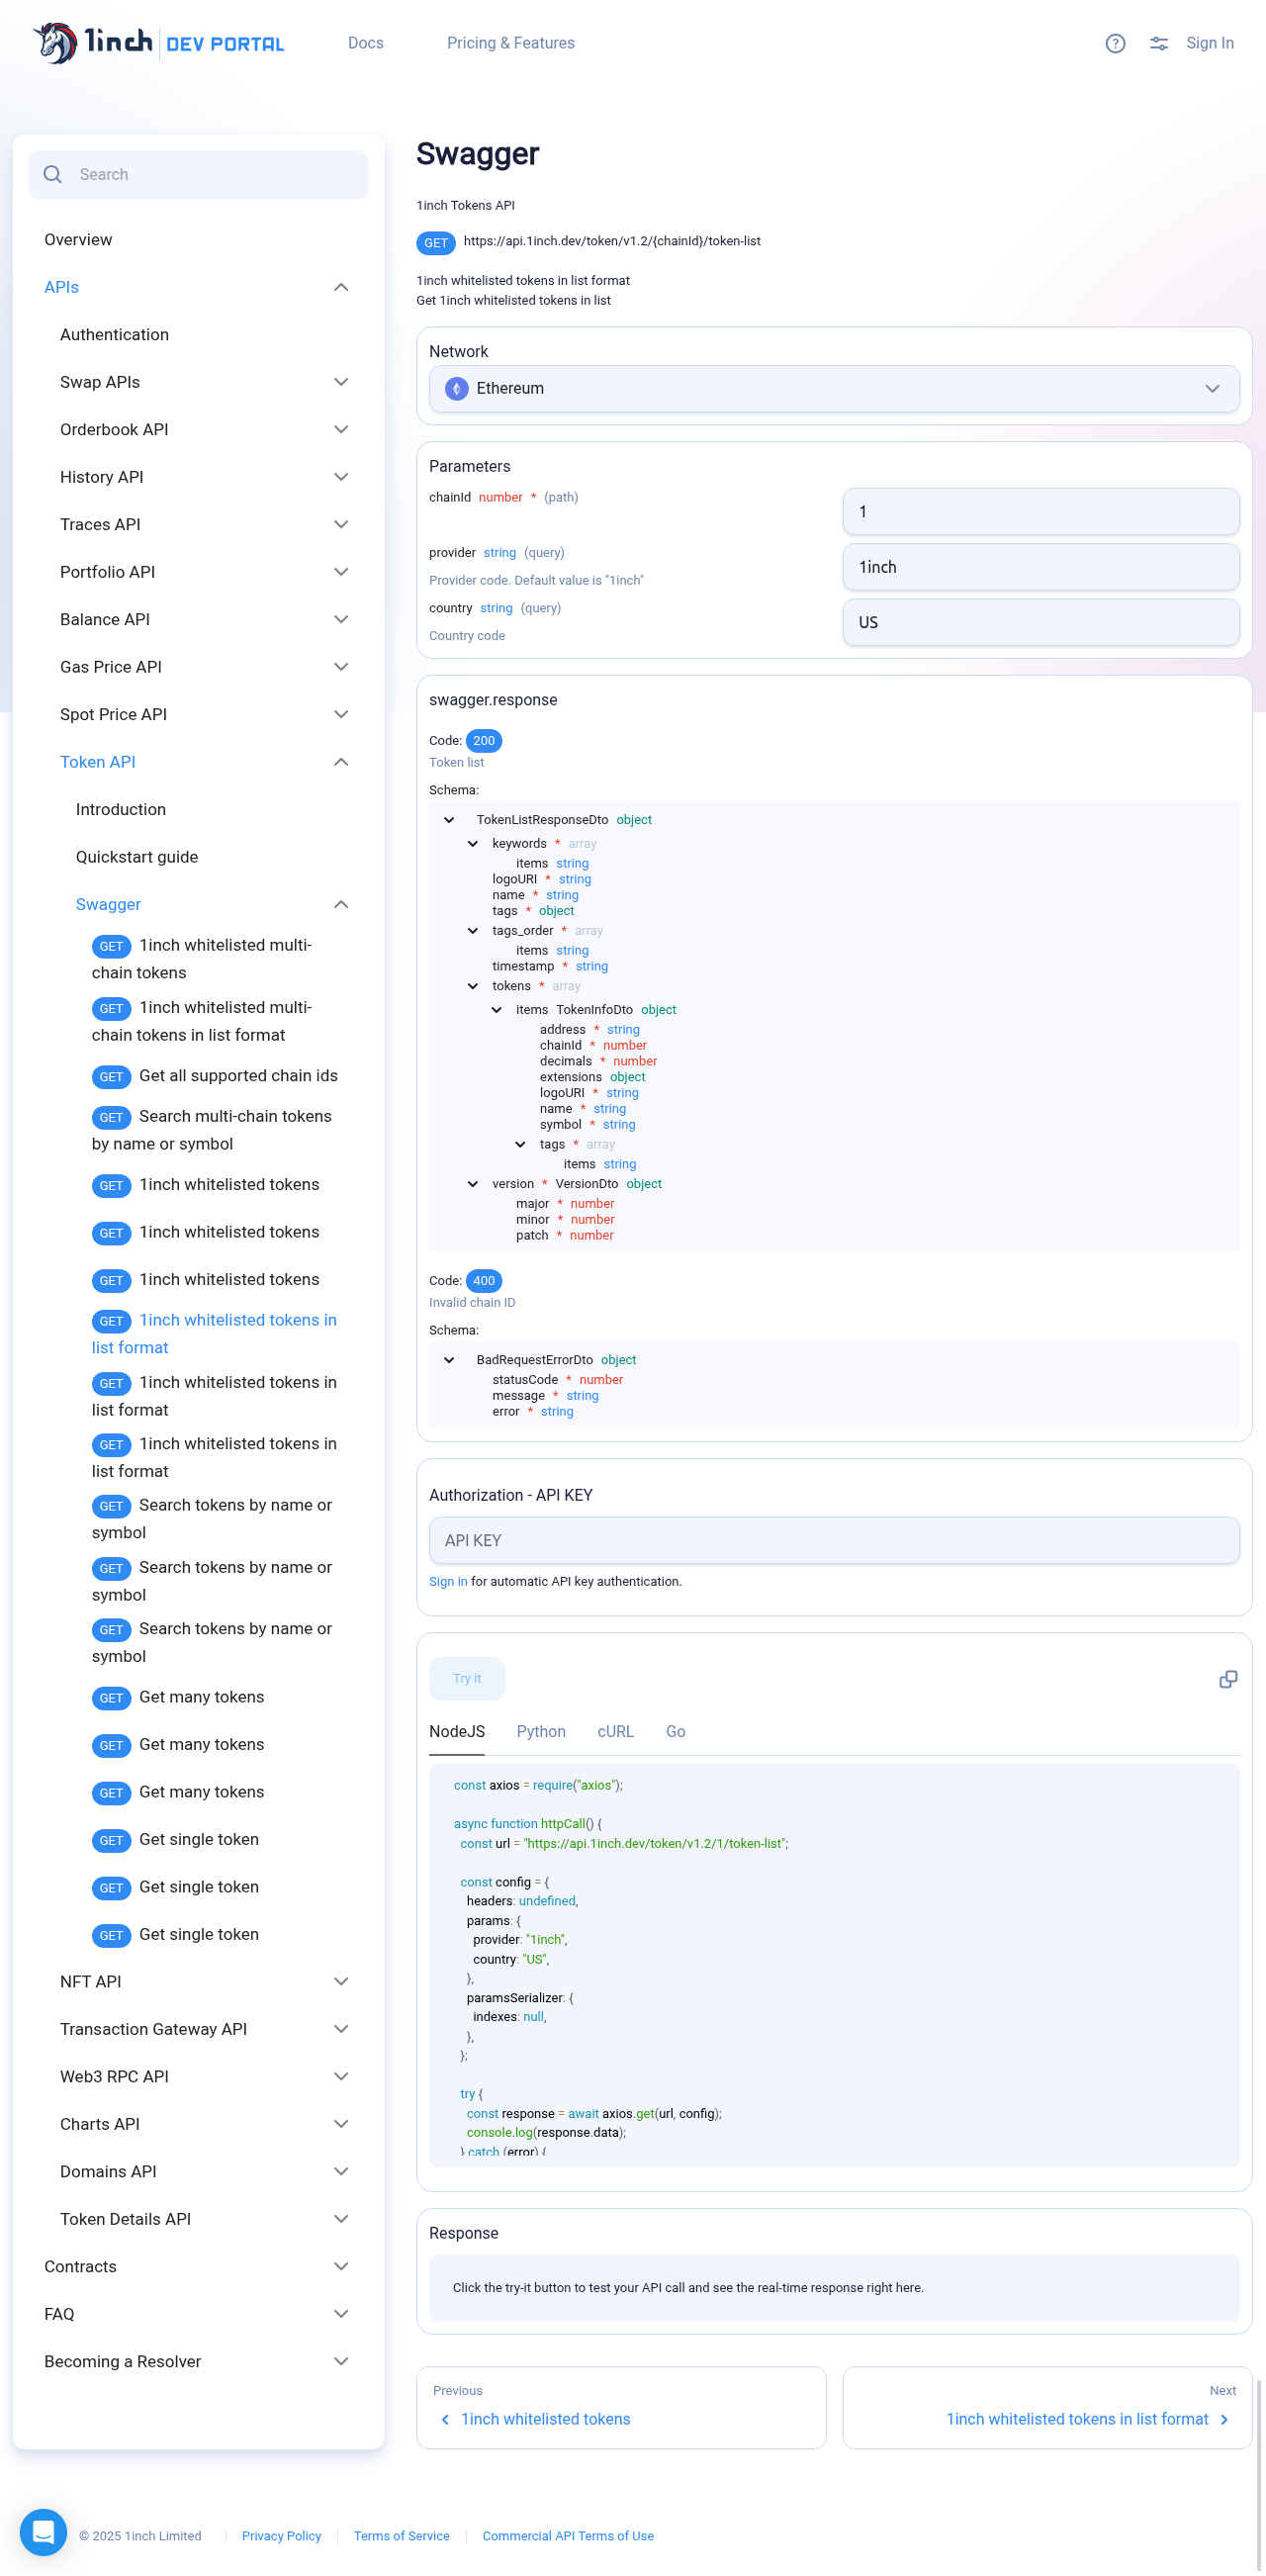 1inch DEV PORTAL
Docs
Pricing & Features
Sign In
Search
Overview
APIs
Authentication
Swap APIs
Orderbook API
History API
Traces API
Portfolio API
Balance API
Gas Price API
Spot Price API
Token API
Introduction
Quickstart guide
Swagger
GET 1inch whitelisted multi-
chain tokens
GET 1inch whitelisted multi-
chain tokens in list format
GET Get all supported chain ids
GET Search multi-chain tokens
by name or symbol
GET 1inch whitelisted tokens
GET 1inch whitelisted tokens
GET 1inch whitelisted tokens
GET 1inch whitelisted tokens in
list format
GET 1inch whitelisted tokens in
list format
GET 1inch whitelisted tokens in
list format
GET Search tokens by name or
symbol
GET Search tokens by name or
symbol
GET Search tokens by name or
symbol
GET Get many tokens
GET Get many tokens
GET Get many tokens
GET Get single token
GET Get single token
GET Get single token
NFT API
Transaction Gateway API
Web3 RPC API
Charts API
Domains API
Token Details API
Contracts
FAQ
Becoming a Resolver
Swagger
1inch Tokens API
GET https://api.1inch.dev/token/v1.2/{chainId}/token-list
1inch whitelisted tokens in list format
Get 1inch whitelisted tokens in list
Network
Ethereum
Parameters
chainId number * (path)
1
provider string (query)
Provider code. Default value is "1inch"
1inch
country string (query)
Country code
US
swagger.response
Code: 200
Token list
Schema:
TokenListResponseDto object
keywords * array
items string
logoURI * string
name * string
tags * object
tags_order * array
items string
timestamp * string
tokens * array
items TokenInfoDto object
address * string
chainId * number
decimals * number
extensions object
logoURI * string
name * string
symbol * string
tags * array
items string
version * VersionDto object
major * number
minor * number
patch * number
Code: 400
Invalid chain ID
Schema:
BadRequestErrorDto object
statusCode * number
message * string
error * string
Authorization - API KEY
API KEY
Sign in for automatic API key authentication.
Try it
NodeJS Python cURL Go
const axios = require("axios");
async function httpCall() {
const url = "https://api.1inch.dev/token/v1.2/1/token-list";
const config = {
headers: undefined,
params: {
provider: "1inch",
country: "US",
},
paramsSerializer: {
indexes: null,
},
};
try {
const response = await axios.get(url, config);
console.log(response.data);
} catch (error) {
Response
Click the try-it button to test your API call and see the real-time response right here.
Previous
1inch whitelisted tokens
Next
1inch whitelisted tokens in list format
© 2025 1inch Limited
Privacy Policy
Terms of Service
Commercial API Terms of Use